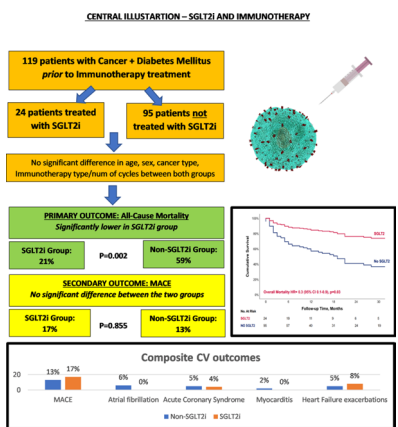 CENTRAL ILLUSTARTION – SGLT2i AND IMMUNOTHERAPY
119 patients with Cancer + Diabetes Mellitus
prior to Immunotherapy treatment
24 patients treated
with SGLT2i
95 patients not
treated with SGLT2i
No significant difference in age, sex, cancer type,
Immunotherapy type/num of cycles between both
groups
PRIMARY OUTCOME: All-Cause Mortality
Significantly lower in SGLT2i group
SGLT2i Group:
21%
P=0.002
Non-SGLT2i Group:
59%
SECONDARY OUTCOME: MACE
No significant difference between the two groups
SGLT2i Group:
17%
P=0.855
Non-SGLT2i Group:
13%
Cumulative Survival
100%
80%
60%
40%
20%
0%
SGLT2
No SGLT2
Follow-up Time, Months
No. At Risk
SGLT2
NO SGLT2
Composite CV outcomes
20
0
13%
17%
6%
0%
5%
4%
2%
0%
5%
8%
MACE
Atrial fibrillation
Acute Coronary Syndrome
Myocarditis
Heart Failure exacerbations
Non-SGLT2i
SGLT2i